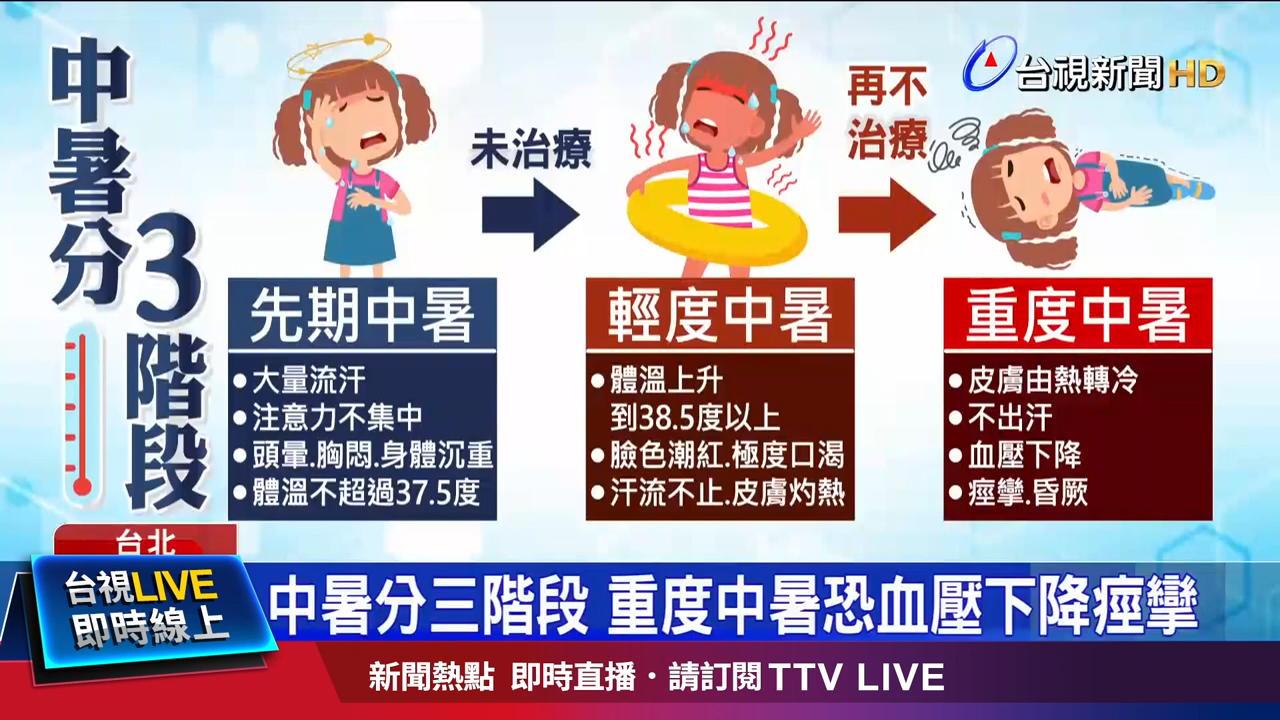 中暑分
3階段
台視新聞HD
未治療
再不
治療
先期中暑
●大量流汗
●注意力不集中
●頭暈.胸悶.身體沉重
●體溫不超過37.5度
輕度中暑
●體溫上升
到38.5度以上
●臉色潮紅.極度口渴
●汗流不止.皮膚灼熱
重度中暑
●皮膚由熱轉冷
●不出汗
●血壓下降
●痙攣.昏厥
台北
台視LIVE
即時線上
中暑分三階段 重度中暑恐血壓下降痙攣
新聞熱點 即時直播・請訂閱TTV LIVE